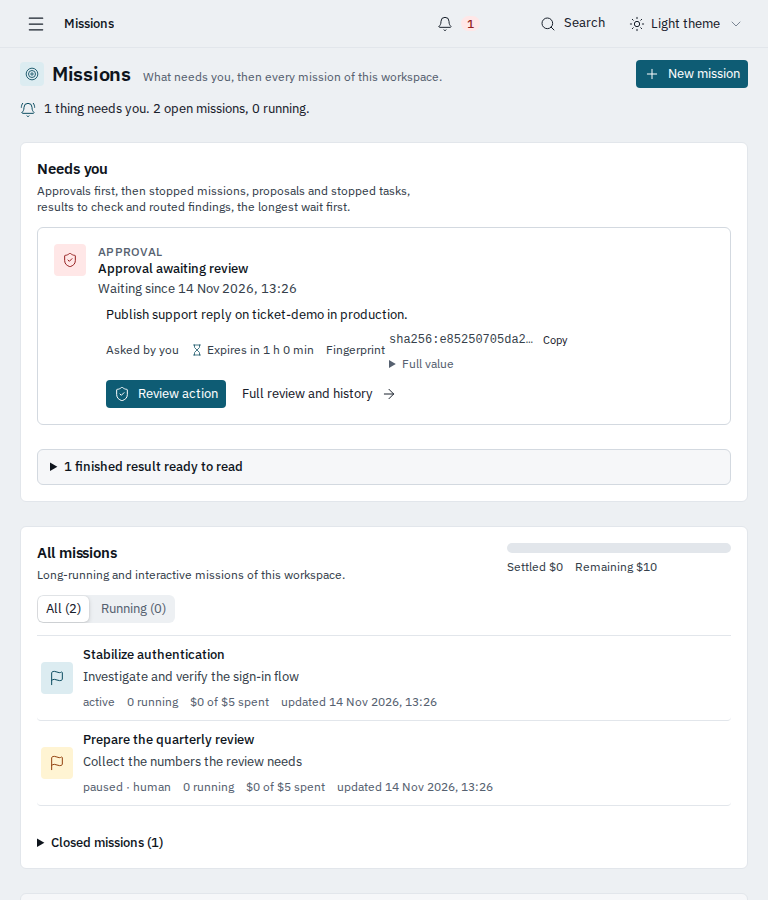 Missions
1
Search
Light theme
Missions
What needs you, then every mission of this workspace.
New mission
1 thing needs you. 2 open missions, 0 running.
Needs you
Approvals first, then stopped missions, proposals and stopped tasks,
results to check and routed findings, the longest wait first.
APPROVAL
Approval awaiting review
Waiting since 14 Nov 2026, 13:26
Publish support reply on ticket-demo in production.
Asked by you Expires in 1 h 0 min Fingerprint sha256:e85250705da2… Copy
Full value
Review action Full review and history
1 finished result ready to read
All missions
Long-running and interactive missions of this workspace.
Settled $0 Remaining $10
All (2) Running (0)
Stabilize authentication
Investigate and verify the sign-in flow
active 0 running $0 of $5 spent updated 14 Nov 2026, 13:26
Prepare the quarterly review
Collect the numbers the review needs
paused · human 0 running $0 of $5 spent updated 14 Nov 2026, 13:26
Closed missions (1)